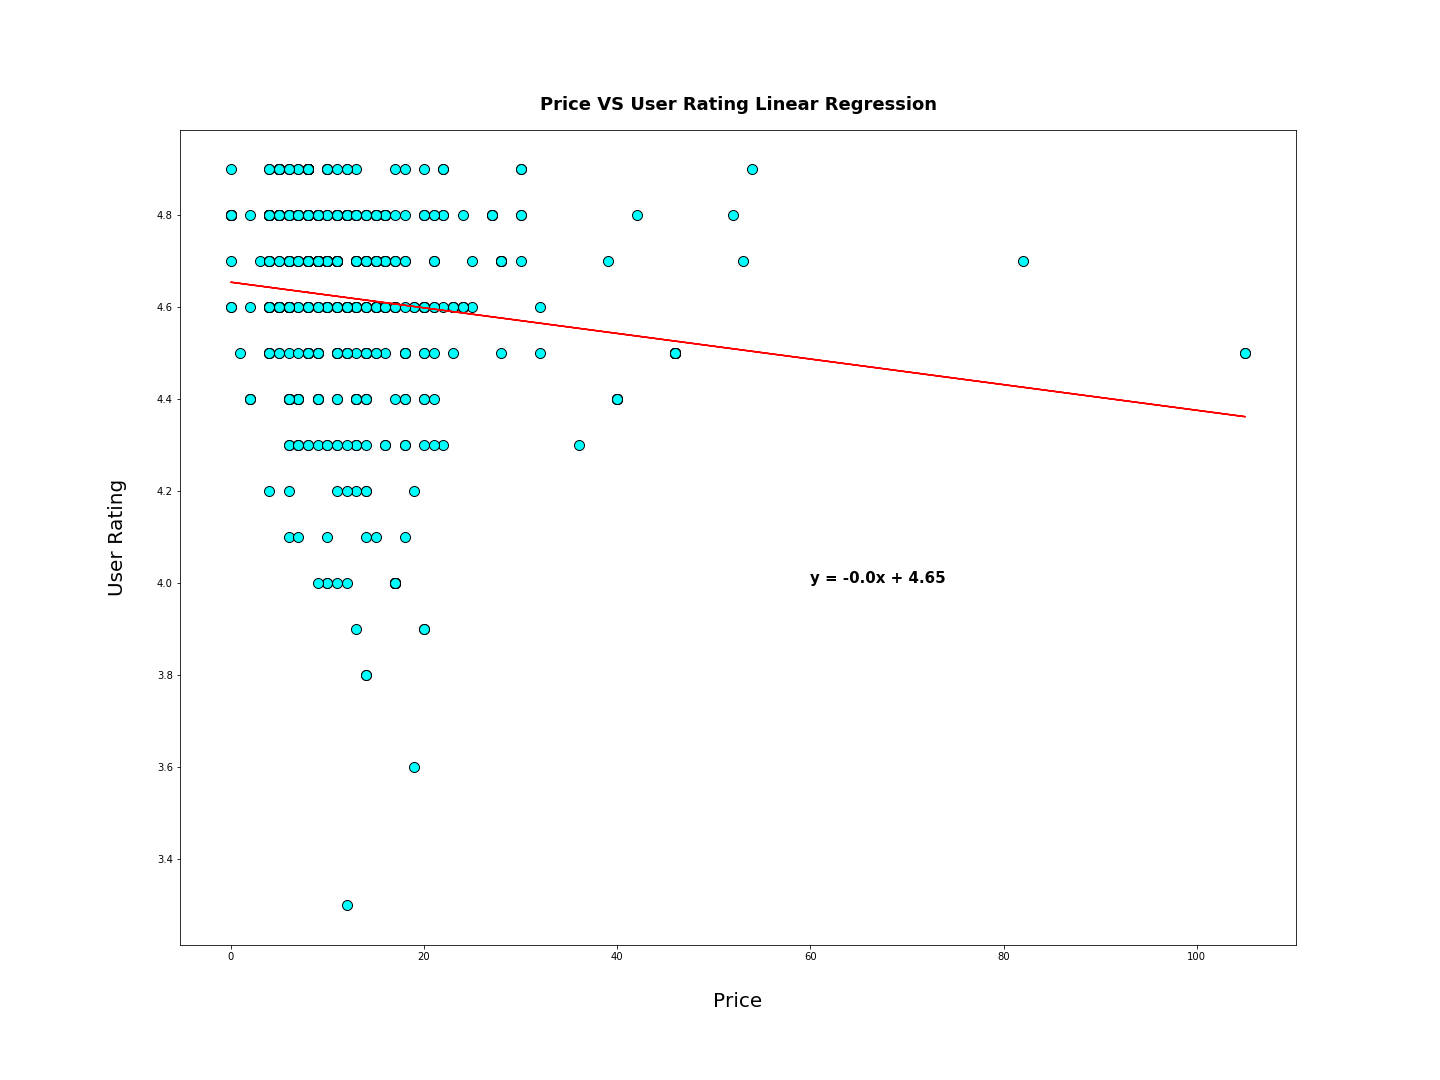 Price VS User Rating Linear Regression
4.8
4.6
4.4
4.2
4.0
3.8
3.6
3.4
User Rating
y = -0.0x + 4.65
0 20 40 60 80 100
Price